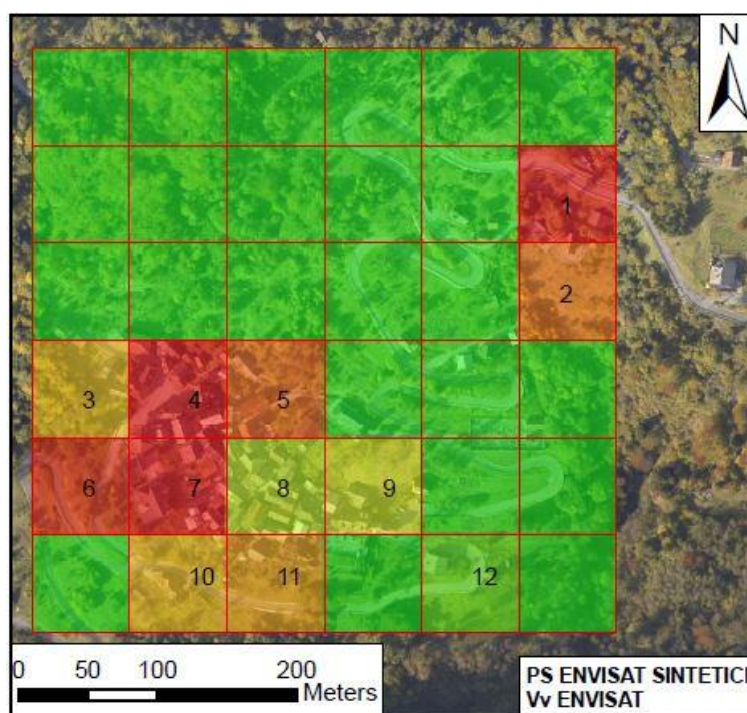 N
1
2
3 4 5
6 7 8 9
10 11 12
0 50 100 200
Meters
PS ENVISAT SINTETICI
Vv ENVISAT